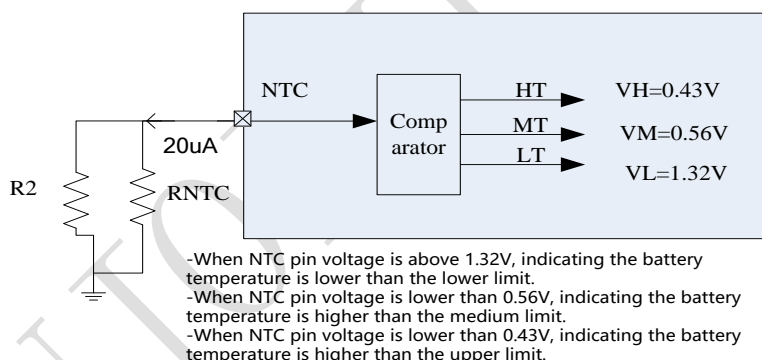 NTC
HT
VH=0.43V
Comp
arator
MT
VM=0.56V
20uA
LT
VL=1.32V
R2
RNTC
-When NTC pin voltage is above 1.32V, indicating the battery
temperature is lower than the lower limit.
-When NTC pin voltage is lower than 0.56V, indicating the battery
temperature is higher than the medium limit.
-When NTC pin voltage is lower than 0.43V, indicating the battery
temperature is higher than the upper limit.